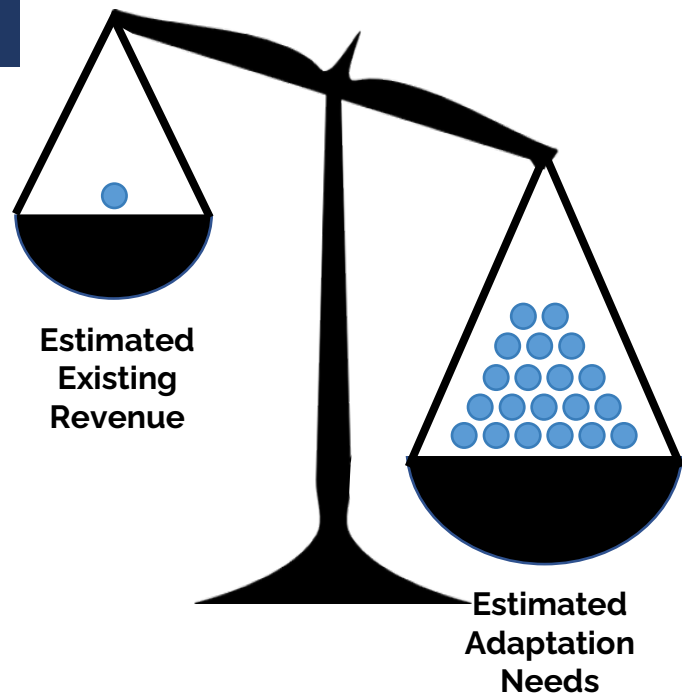 Estimated
Existing
Revenue
Estimated
Adaptation
Needs